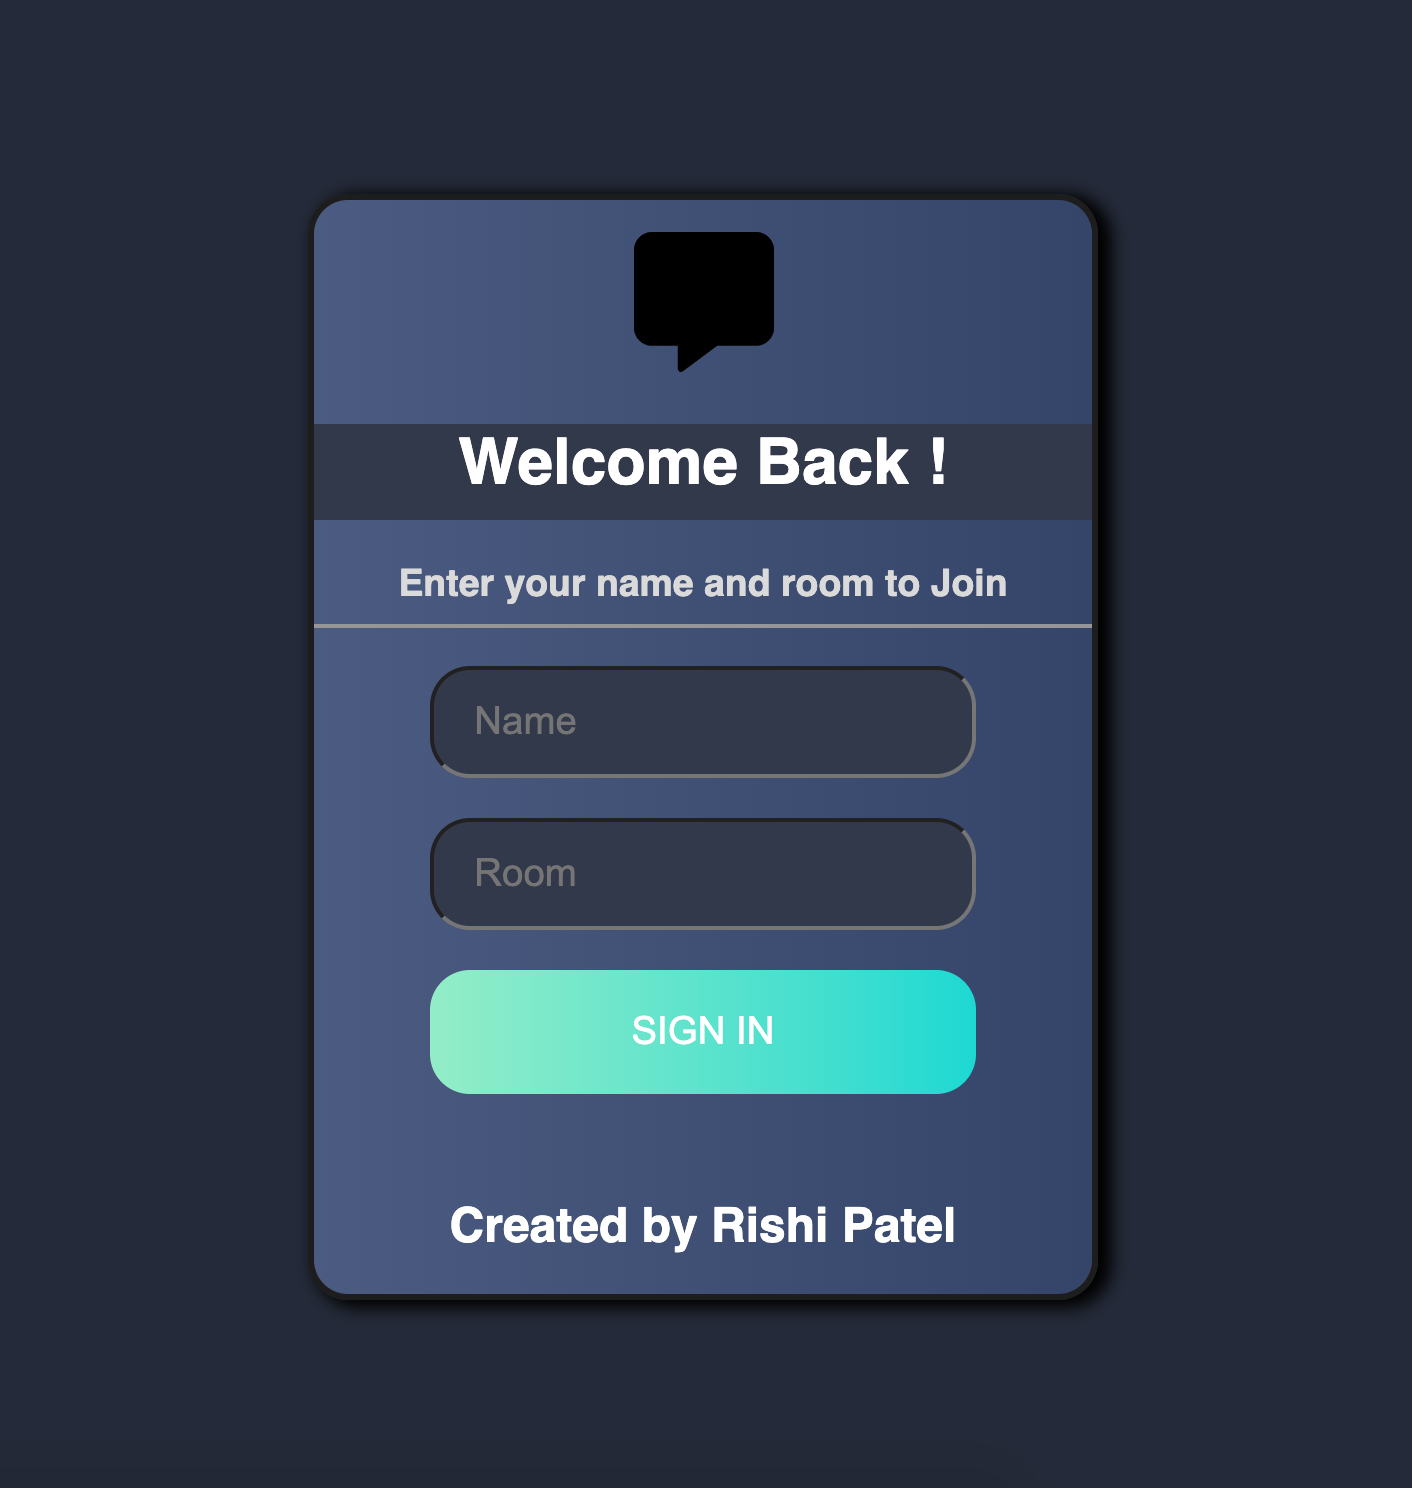 Welcome Back !
Enter your name and room to Join
Name
Room
SIGN IN
Created by Rishi Patel